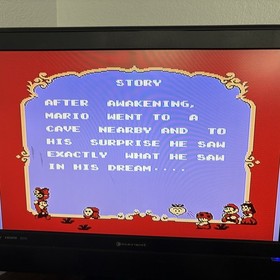 STORY
AFTER AWAKENING,
MARIO WENT TO A
CAVE NEARBY AND TO
HIS SURPRISE HE SAW
EXACTLY WHAT HE SAW
IN HIS DREAM....